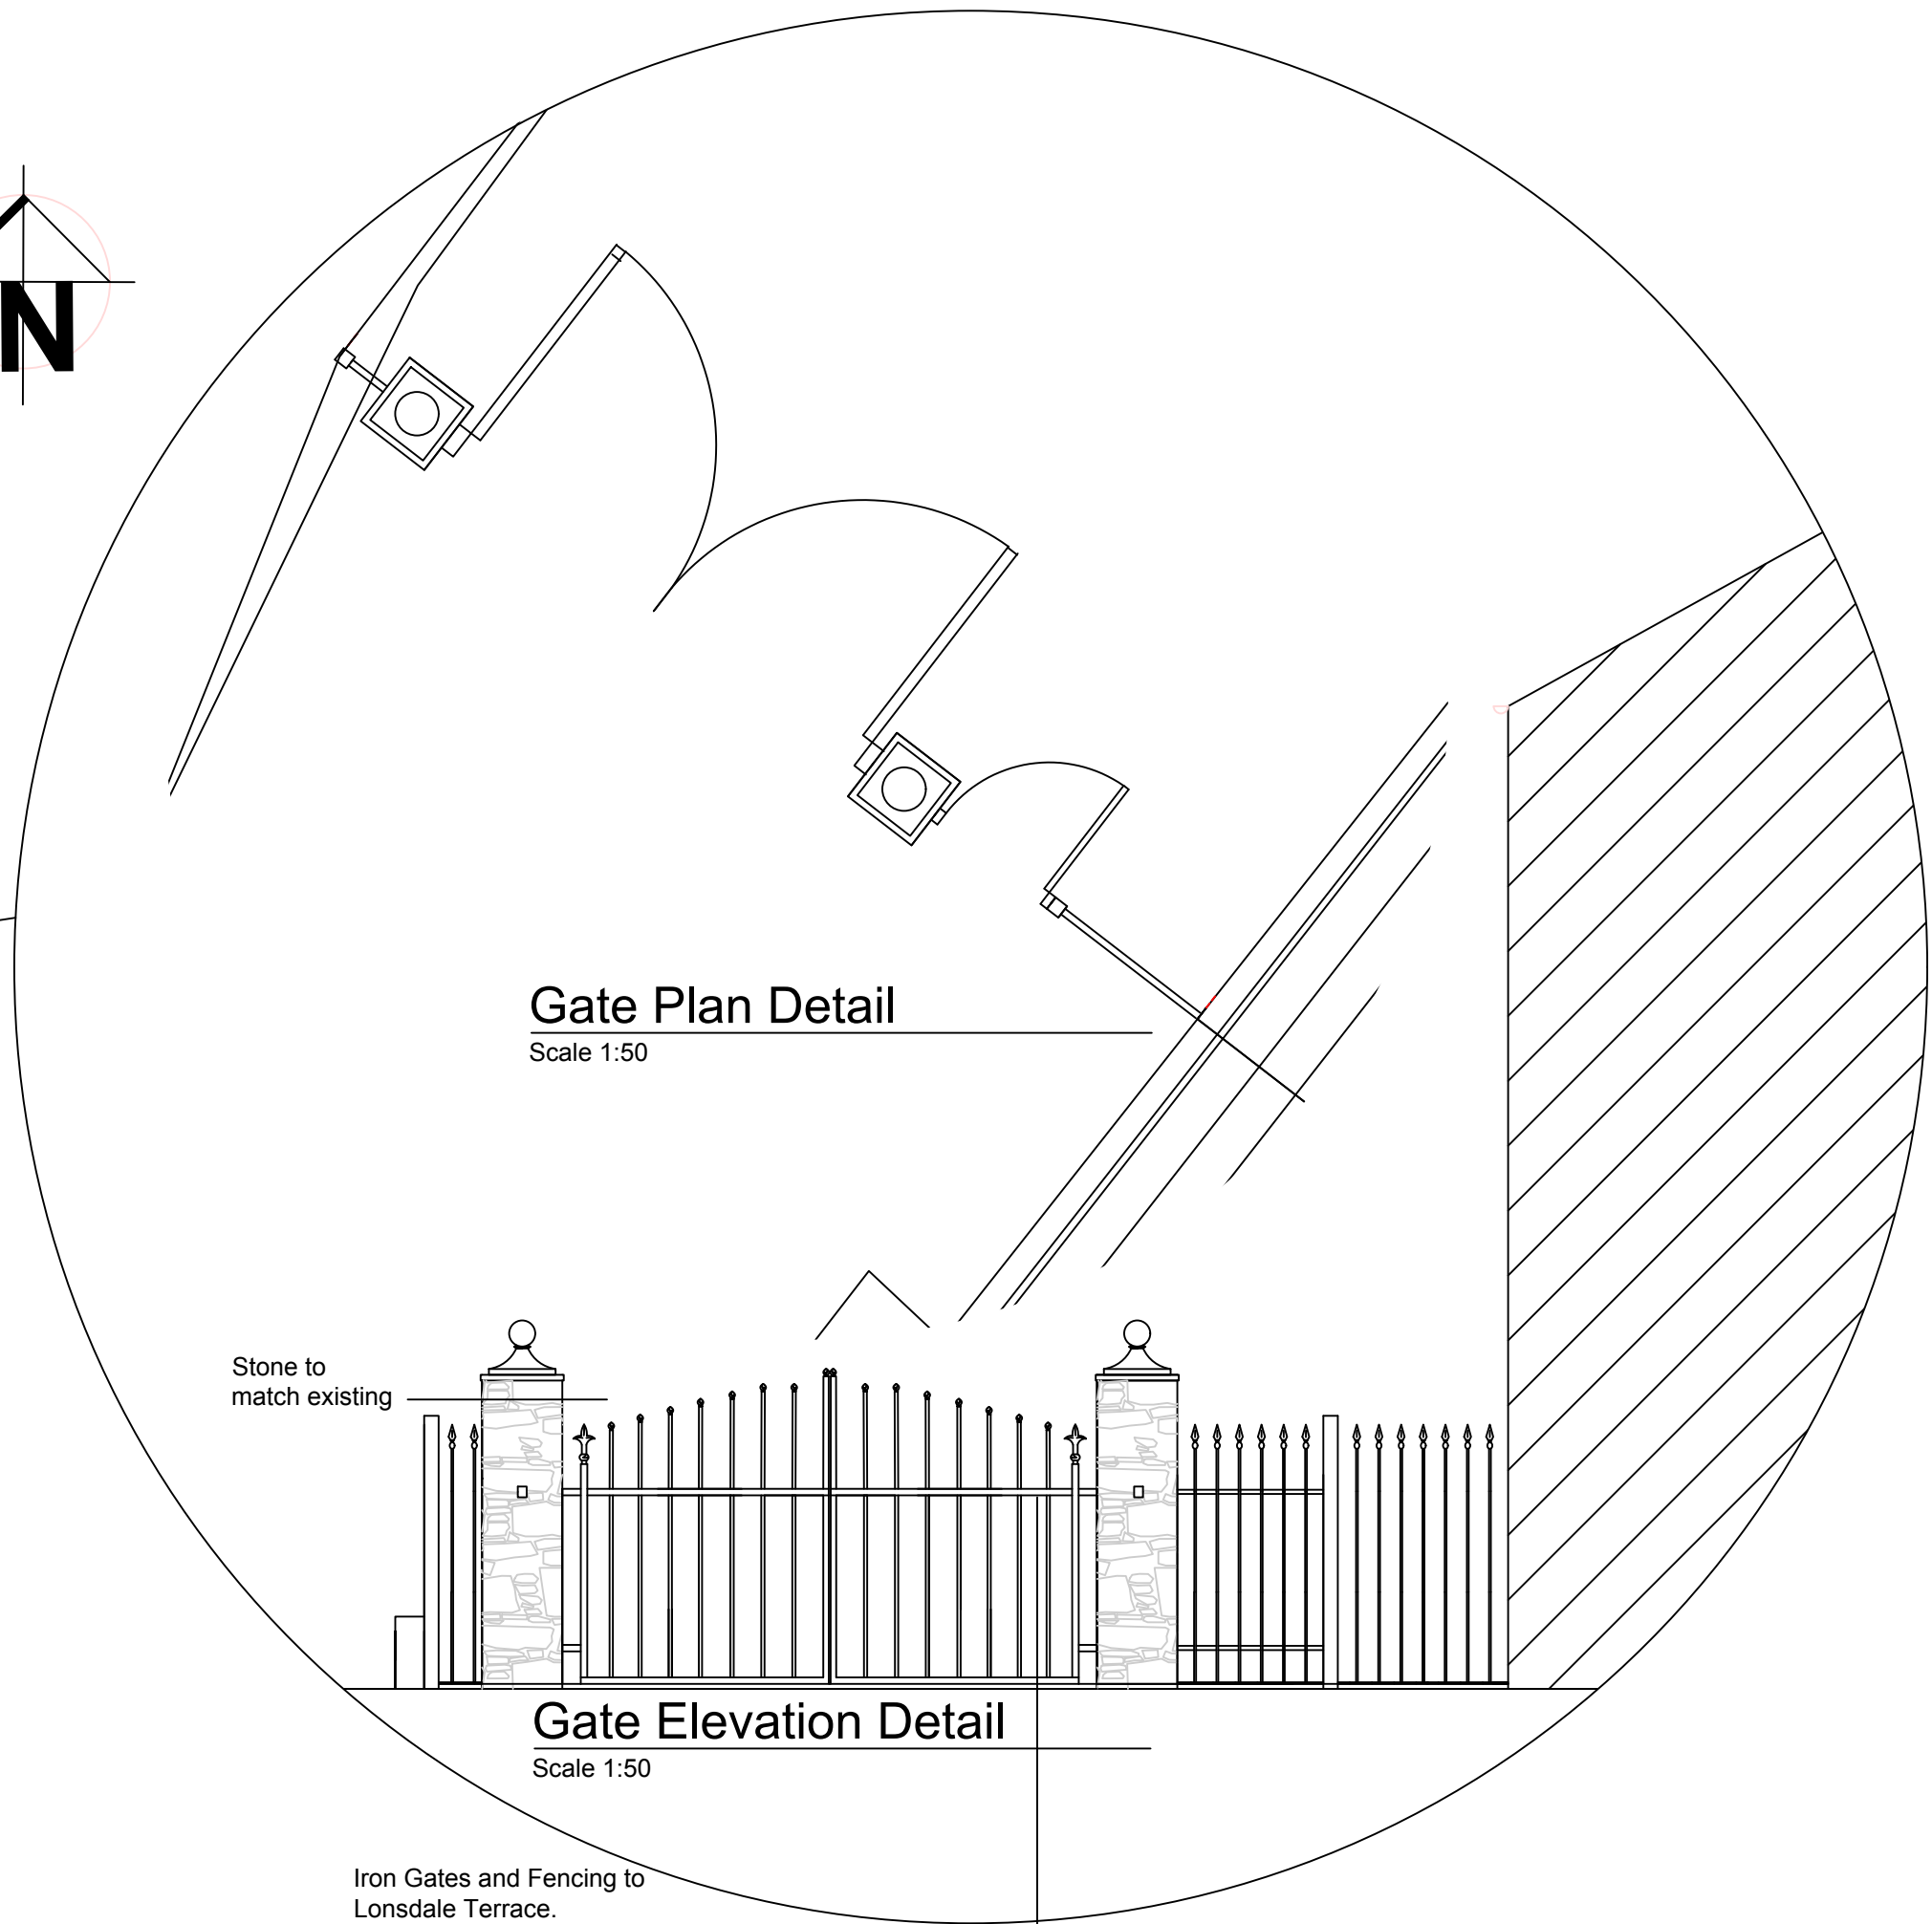 N
Gate Plan Detail
Scale 1:50
Stone to
match existing
Gate Elevation Detail
Scale 1:50
Iron Gates and Fencing to
Lonsdale Terrace.